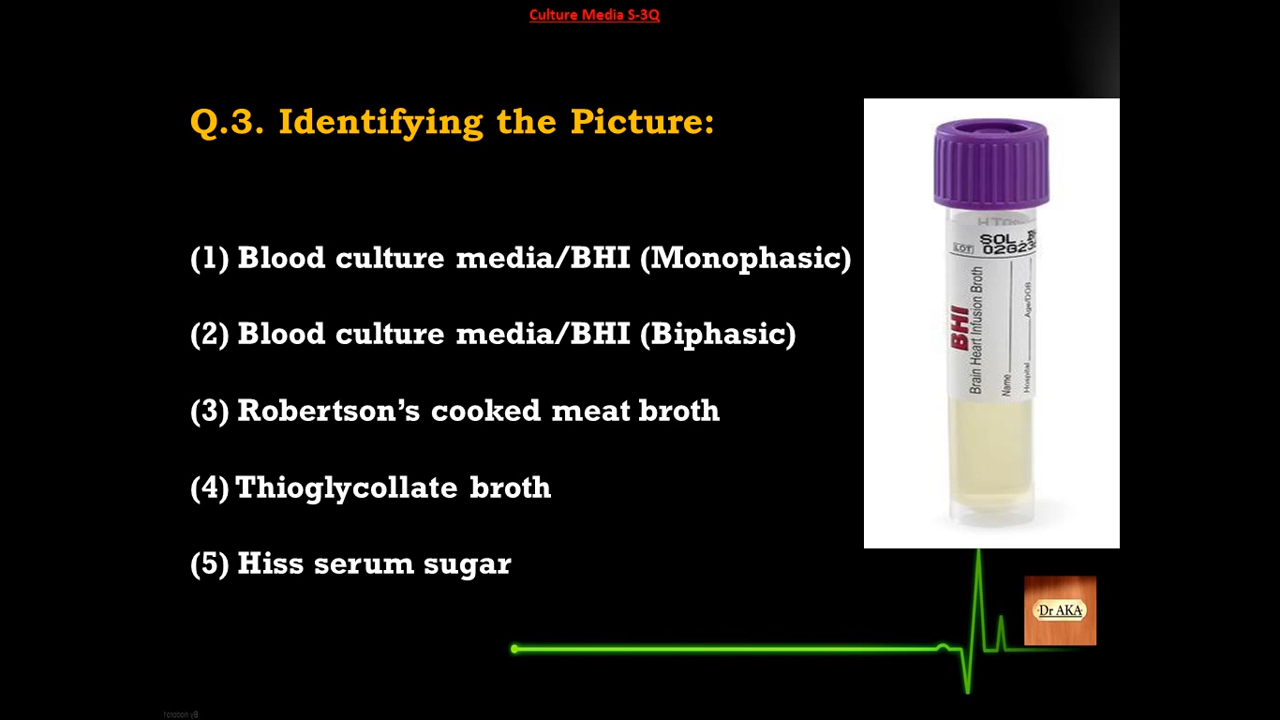 Culture Media S-3Q
Q.3. Identifying the Picture:
(1) Blood culture media/BHI (Monophasic)
(2) Blood culture media/BHI (Biphasic)
(3) Robertson's cooked meat broth
(4) Thioglycollate broth
(5) Hiss serum sugar
LOT
SOL
BHI
Brain Heart Infusion Broth
Name
Hospital
Age/DOB
Dr AKA